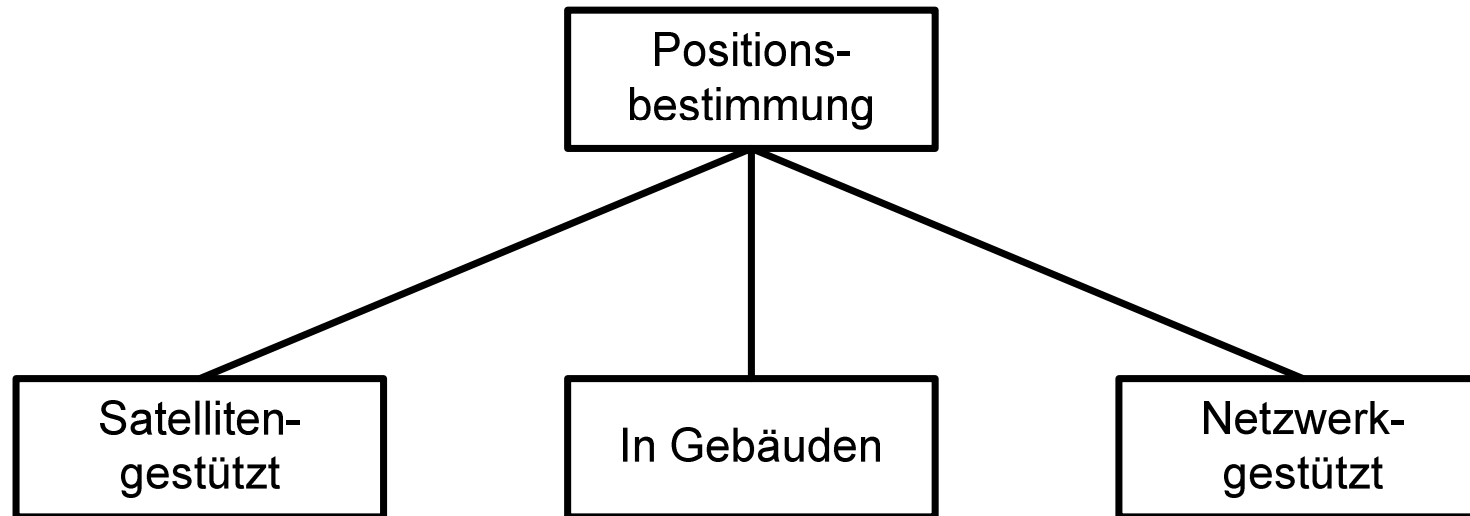 Positions-
bestimmung
Satelliten-
gestützt
In Gebäuden
Netzwerk-
gestützt